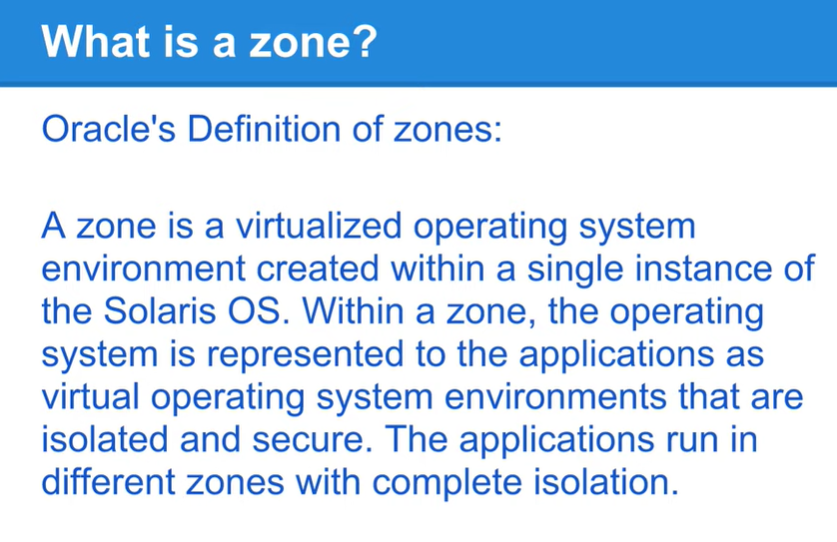 What is a zone?
Oracle's Definition of zones:
A zone is a virtualized operating system
environment created within a single instance of
the Solaris OS. Within a zone, the operating
system is represented to the applications as
virtual operating system environments that are
isolated and secure. The applications run in
different zones with complete isolation.